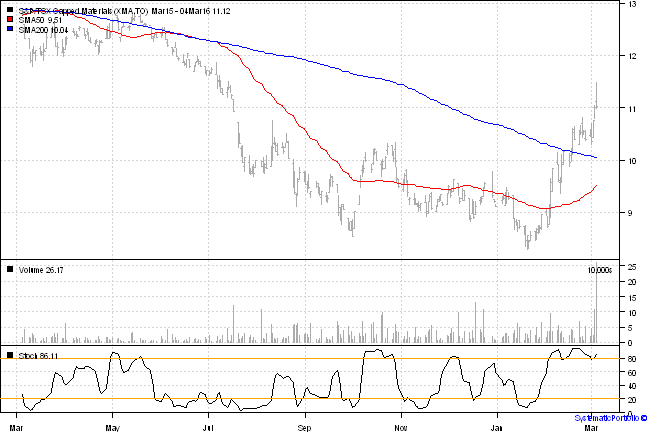 S&P/TSX Capped Materials (XMA,TO) Mar15 - 04Mar16 11.12
SMA50 9.51
SMA200 10.04
13
12
11
10
9
Volume 26.17
10,000s
25
20
15
10
5
0
Stoch 86.11
80
60
40
20
0
Mar May Jul Sep Nov Jan Mar
SystematicPortfolio ©